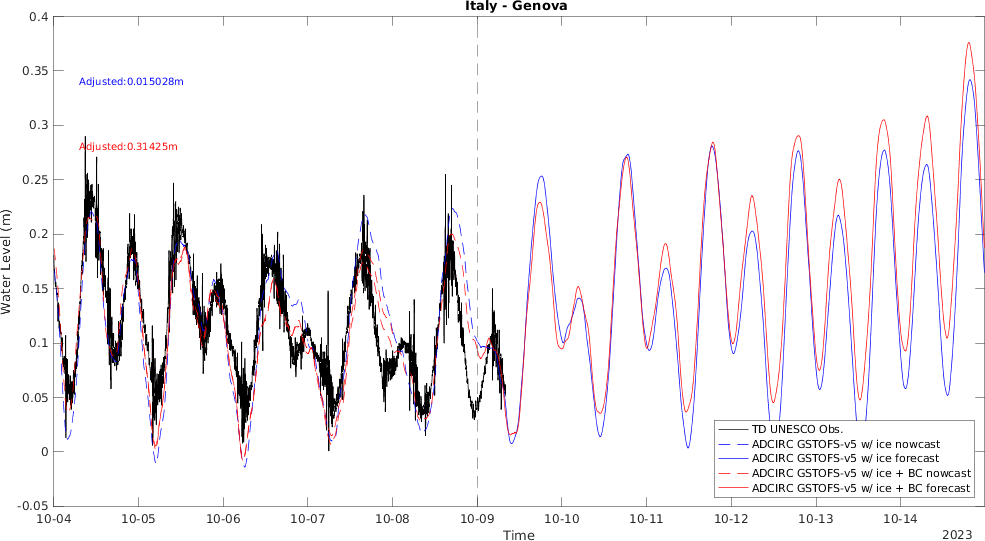 Italy - Genova
0.4
0.35
0.3
0.25
0.2
0.15
0.1
0.05
0
-0.05
Water Level (m)
Adjusted:0.015028m
Adjusted:0.31425m
TD UNESCO Obs.
ADCIRC GSTOFS-v5 w/ ice nowcast
ADCIRC GSTOFS-v5 w/ ice forecast
ADCIRC GSTOFS-v5 w/ ice + BC nowcast
ADCIRC GSTOFS-v5 w/ ice + BC forecast
10-04 10-05 10-06 10-07 10-08 10-09 10-10 10-11 10-12 10-13 10-14
Time
2023